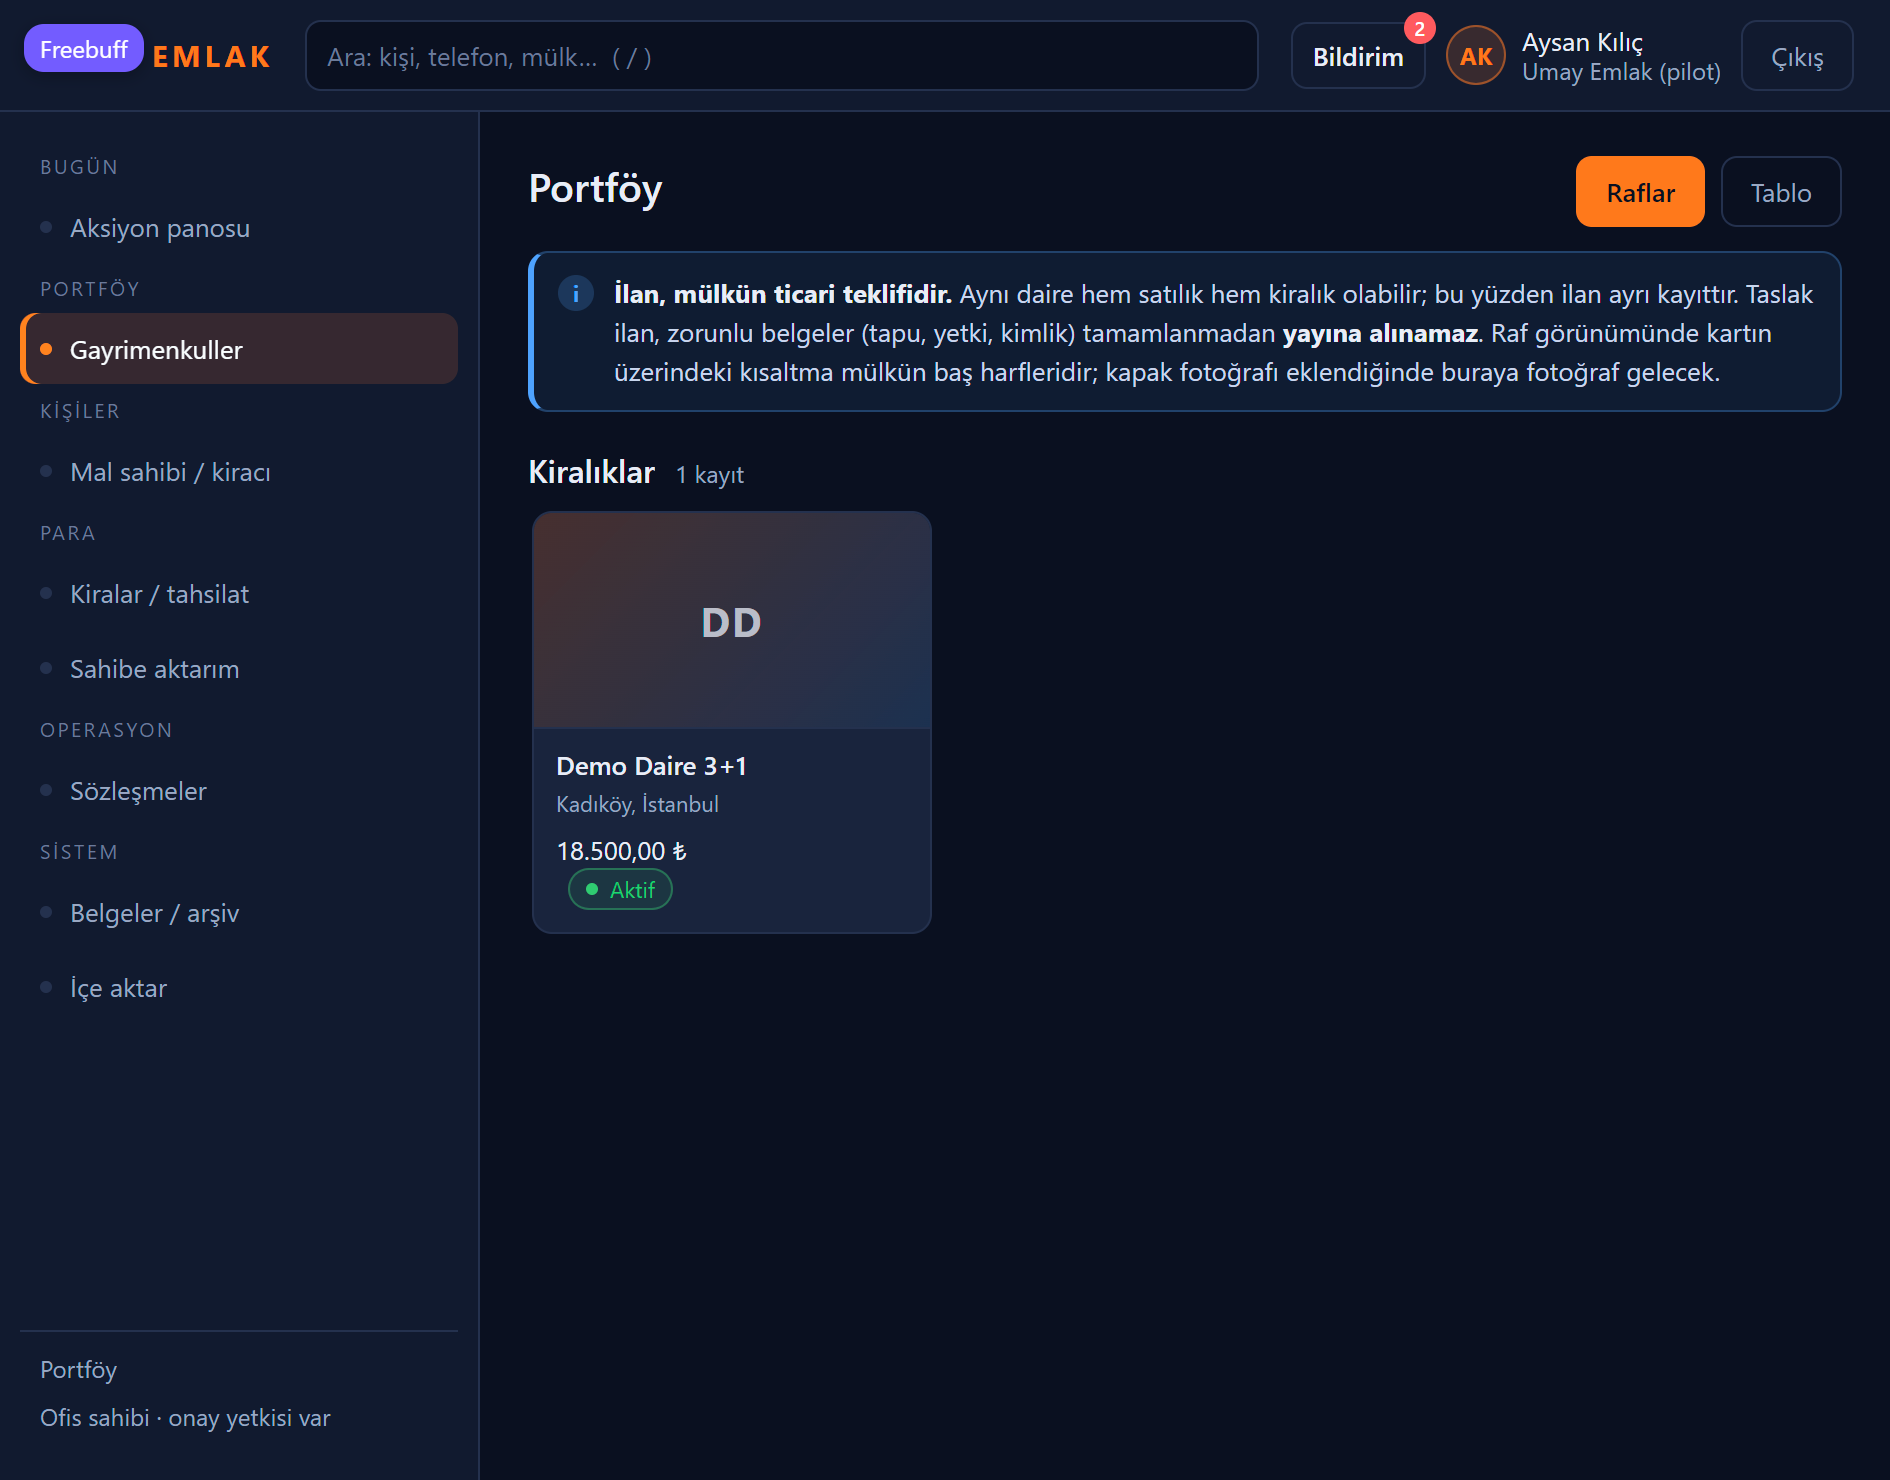 Freebuff
EMLAK
Ara: kişi, telefon, mülk... ( / )
Bildirim
2
AK
Aysan Kılıç
Umay Emlak (pilot)
Çıkış
BUGÜN
Aksiyon panosu
PORTFÖY
Gayrimenkuller
KİŞİLER
Mal sahibi / kiracı
PARA
Kiralar / tahsilat
Sahibe aktarım
OPERASYON
Sözleşmeler
SİSTEM
Belgeler / arşiv
İçe aktar
Portföy
Ofis sahibi · onay yetkisi var
Portföy
Raflar
Tablo
i
İlan, mülkün ticari teklifidir. Aynı daire hem satılık hem kiralık olabilir; bu yüzden ilan ayrı kayıttır. Taslak
ilan, zorunlu belgeler (tapu, yetki, kimlik) tamamlanmadan yayına alınamaz. Raf görünümünde kartın
üzerindeki kısaltma mülkün baş harfleridir; kapak fotoğrafı eklendiğinde buraya fotoğraf gelecek.
Kiralıklar 1 kayıt
DD
Demo Daire 3+1
Kadıköy, İstanbul
18.500,00 ₺
Aktif